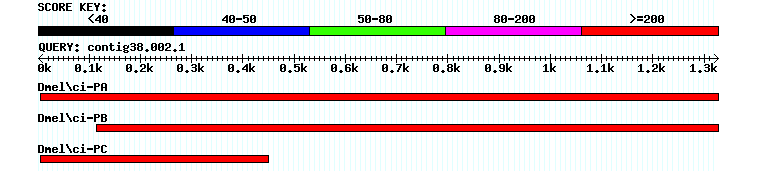 SCORE KEY:
<40 40-50 50-80 80-200 >=200
QUERY: contig38.002.1
0k 0.1k 0.2k 0.3k 0.4k 0.5k 0.6k 0.7k 0.8k 0.9k 1k 1.1k 1.2k 1.3k
Dmel\ci-PA
Dmel\ci-PB
Dmel\ci-PC